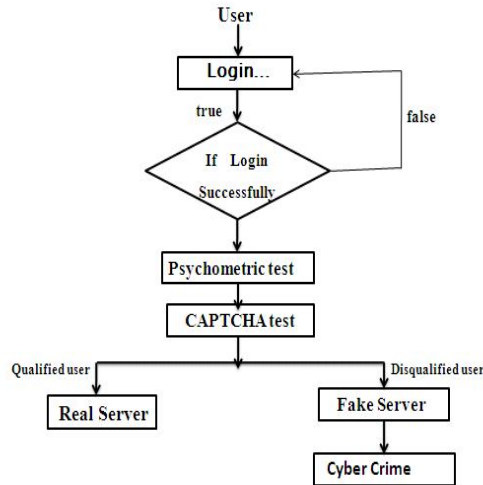 User
Login...
true
false
If Login
Successfully
Psychometric test
CAPTCHA test
Qualified user
Disqualified user
Real Server
Fake Server
Cyber Crime